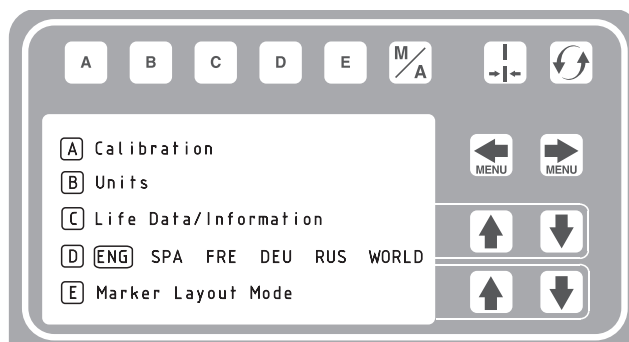 A B C D E M/A
MENU MENU
A Calibration
B Units
C Life Data/Information
D ENG SPA FRE DEU RUS WORLD
E Marker Layout Mode